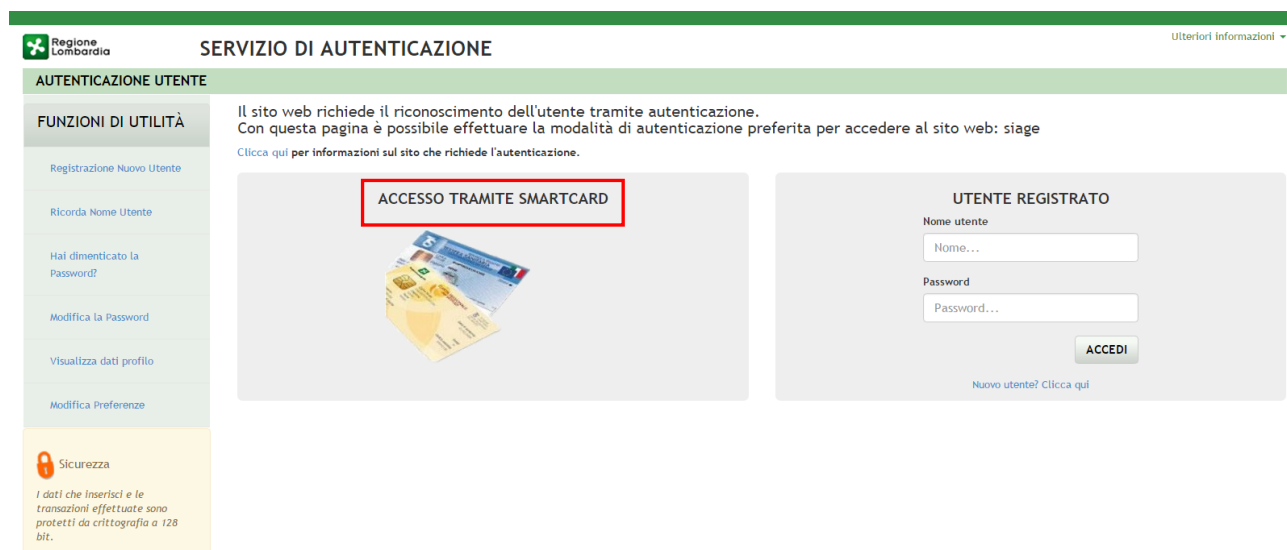 Regione
Lombardia
SERVIZIO DI AUTENTICAZIONE
Ulteriori informazioni
AUTENTICAZIONE UTENTE
FUNZIONI DI UTILITÀ
Registrazione Nuovo Utente
Ricorda Nome Utente
Hai dimenticato la
Password?
Modifica la Password
Visualizza dati profilo
Modifica Preferenze
Sicurezza
I dati che inserisci e le
transazioni effettuate sono
protetti da crittografia a 128
bit.
Il sito web richiede il riconoscimento dell'utente tramite autenticazione.
Con questa pagina è possibile effettuare la modalità di autenticazione preferita per accedere al sito web: siage
Clicca qui per informazioni sul sito che richiede l'autenticazione.
ACCESSO TRAMITE SMARTCARD
UTENTE REGISTRATO
Nome utente
Nome...
Password
Password...
ACCEDI
Nuovo utente? Clicca qui